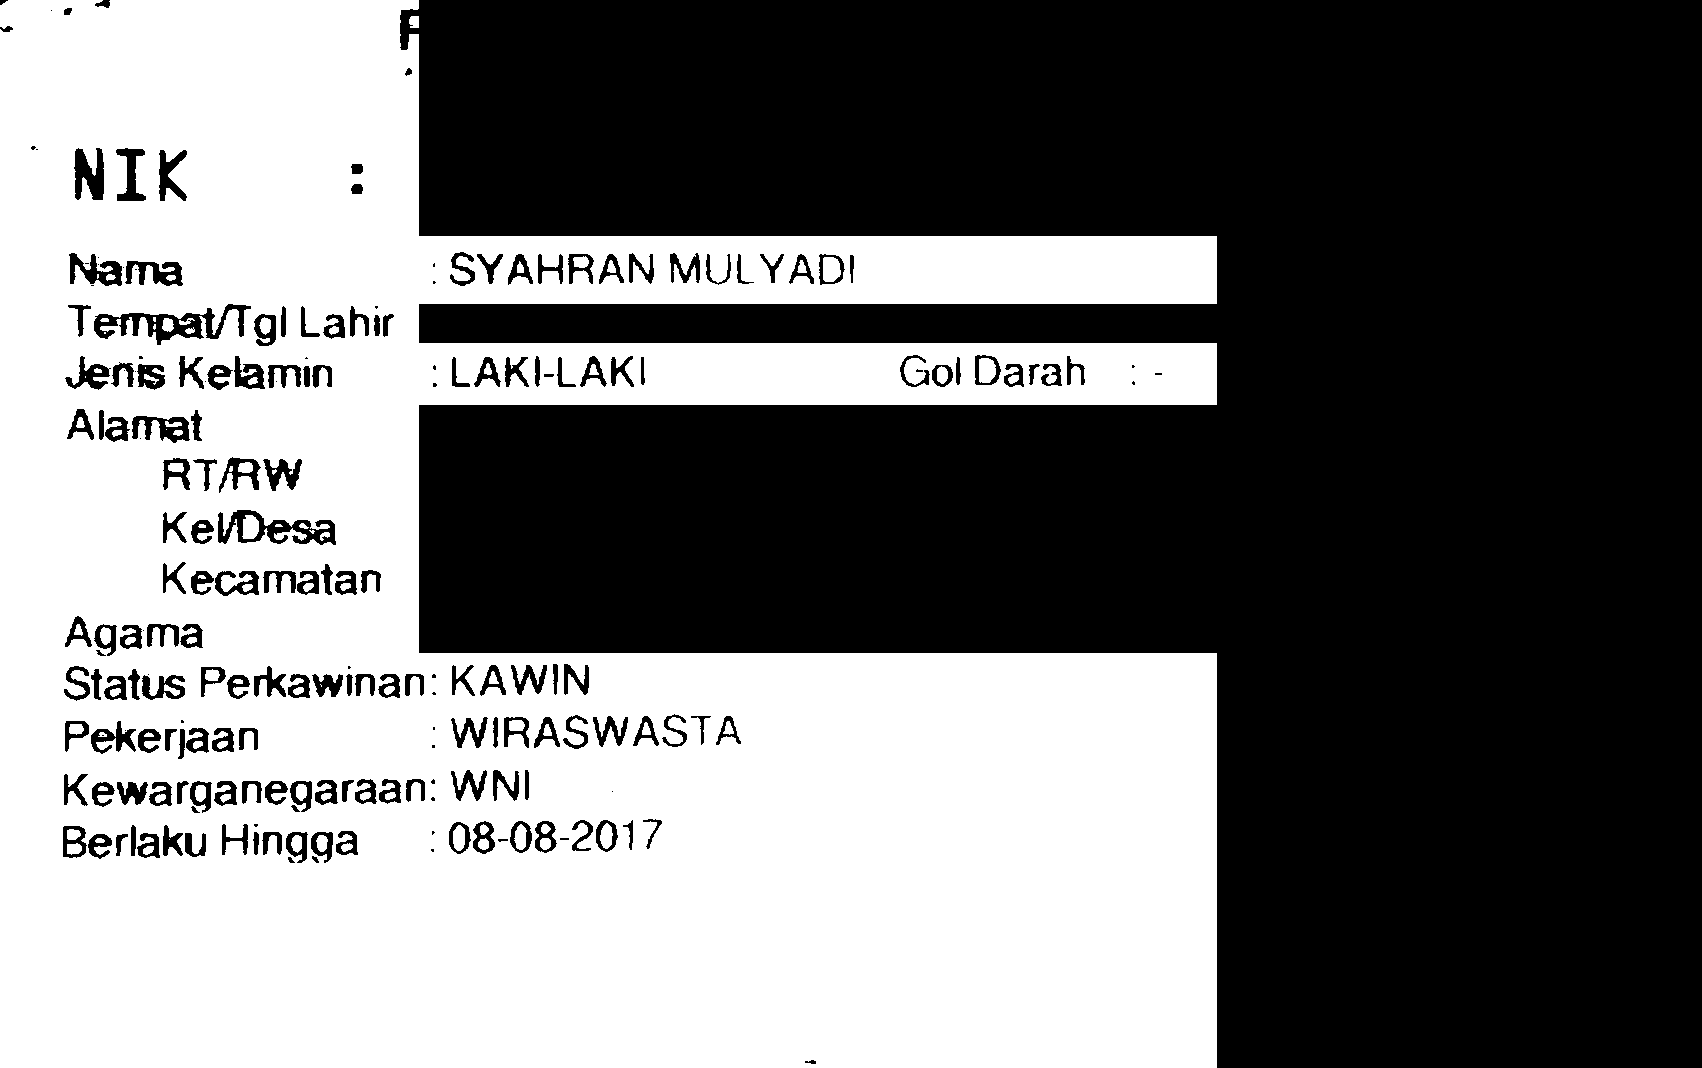 NIK :
Nama : SYAHRAN MULYADI
Tempat/Tgl Lahir
Jenis Kelamin : LAKI-LAKI Gol Darah : -
Alamat
RT/RW
Kel/Desa
Kecamatan
Agama
Status Perkawinan: KAWIN
Pekerjaan : WIRASWASTA
Kewarganegaraan: WNI
Berlaku Hingga : 08-08-2017